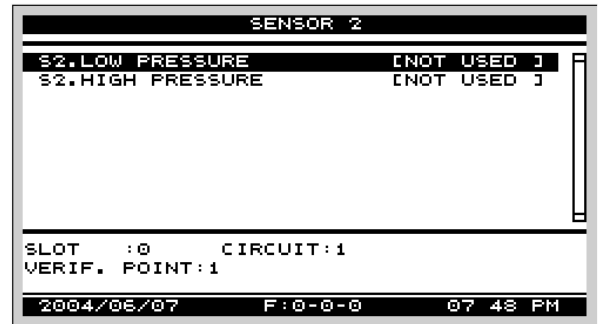 SENSOR 2
S2.LOW PRESSURE [NOT USED ]
S2.HIGH PRESSURE [NOT USED ]
SLOT :0 CIRCUIT:1
VERIF. POINT:1
2004/06/07 F:0-0-0 07 48 PM